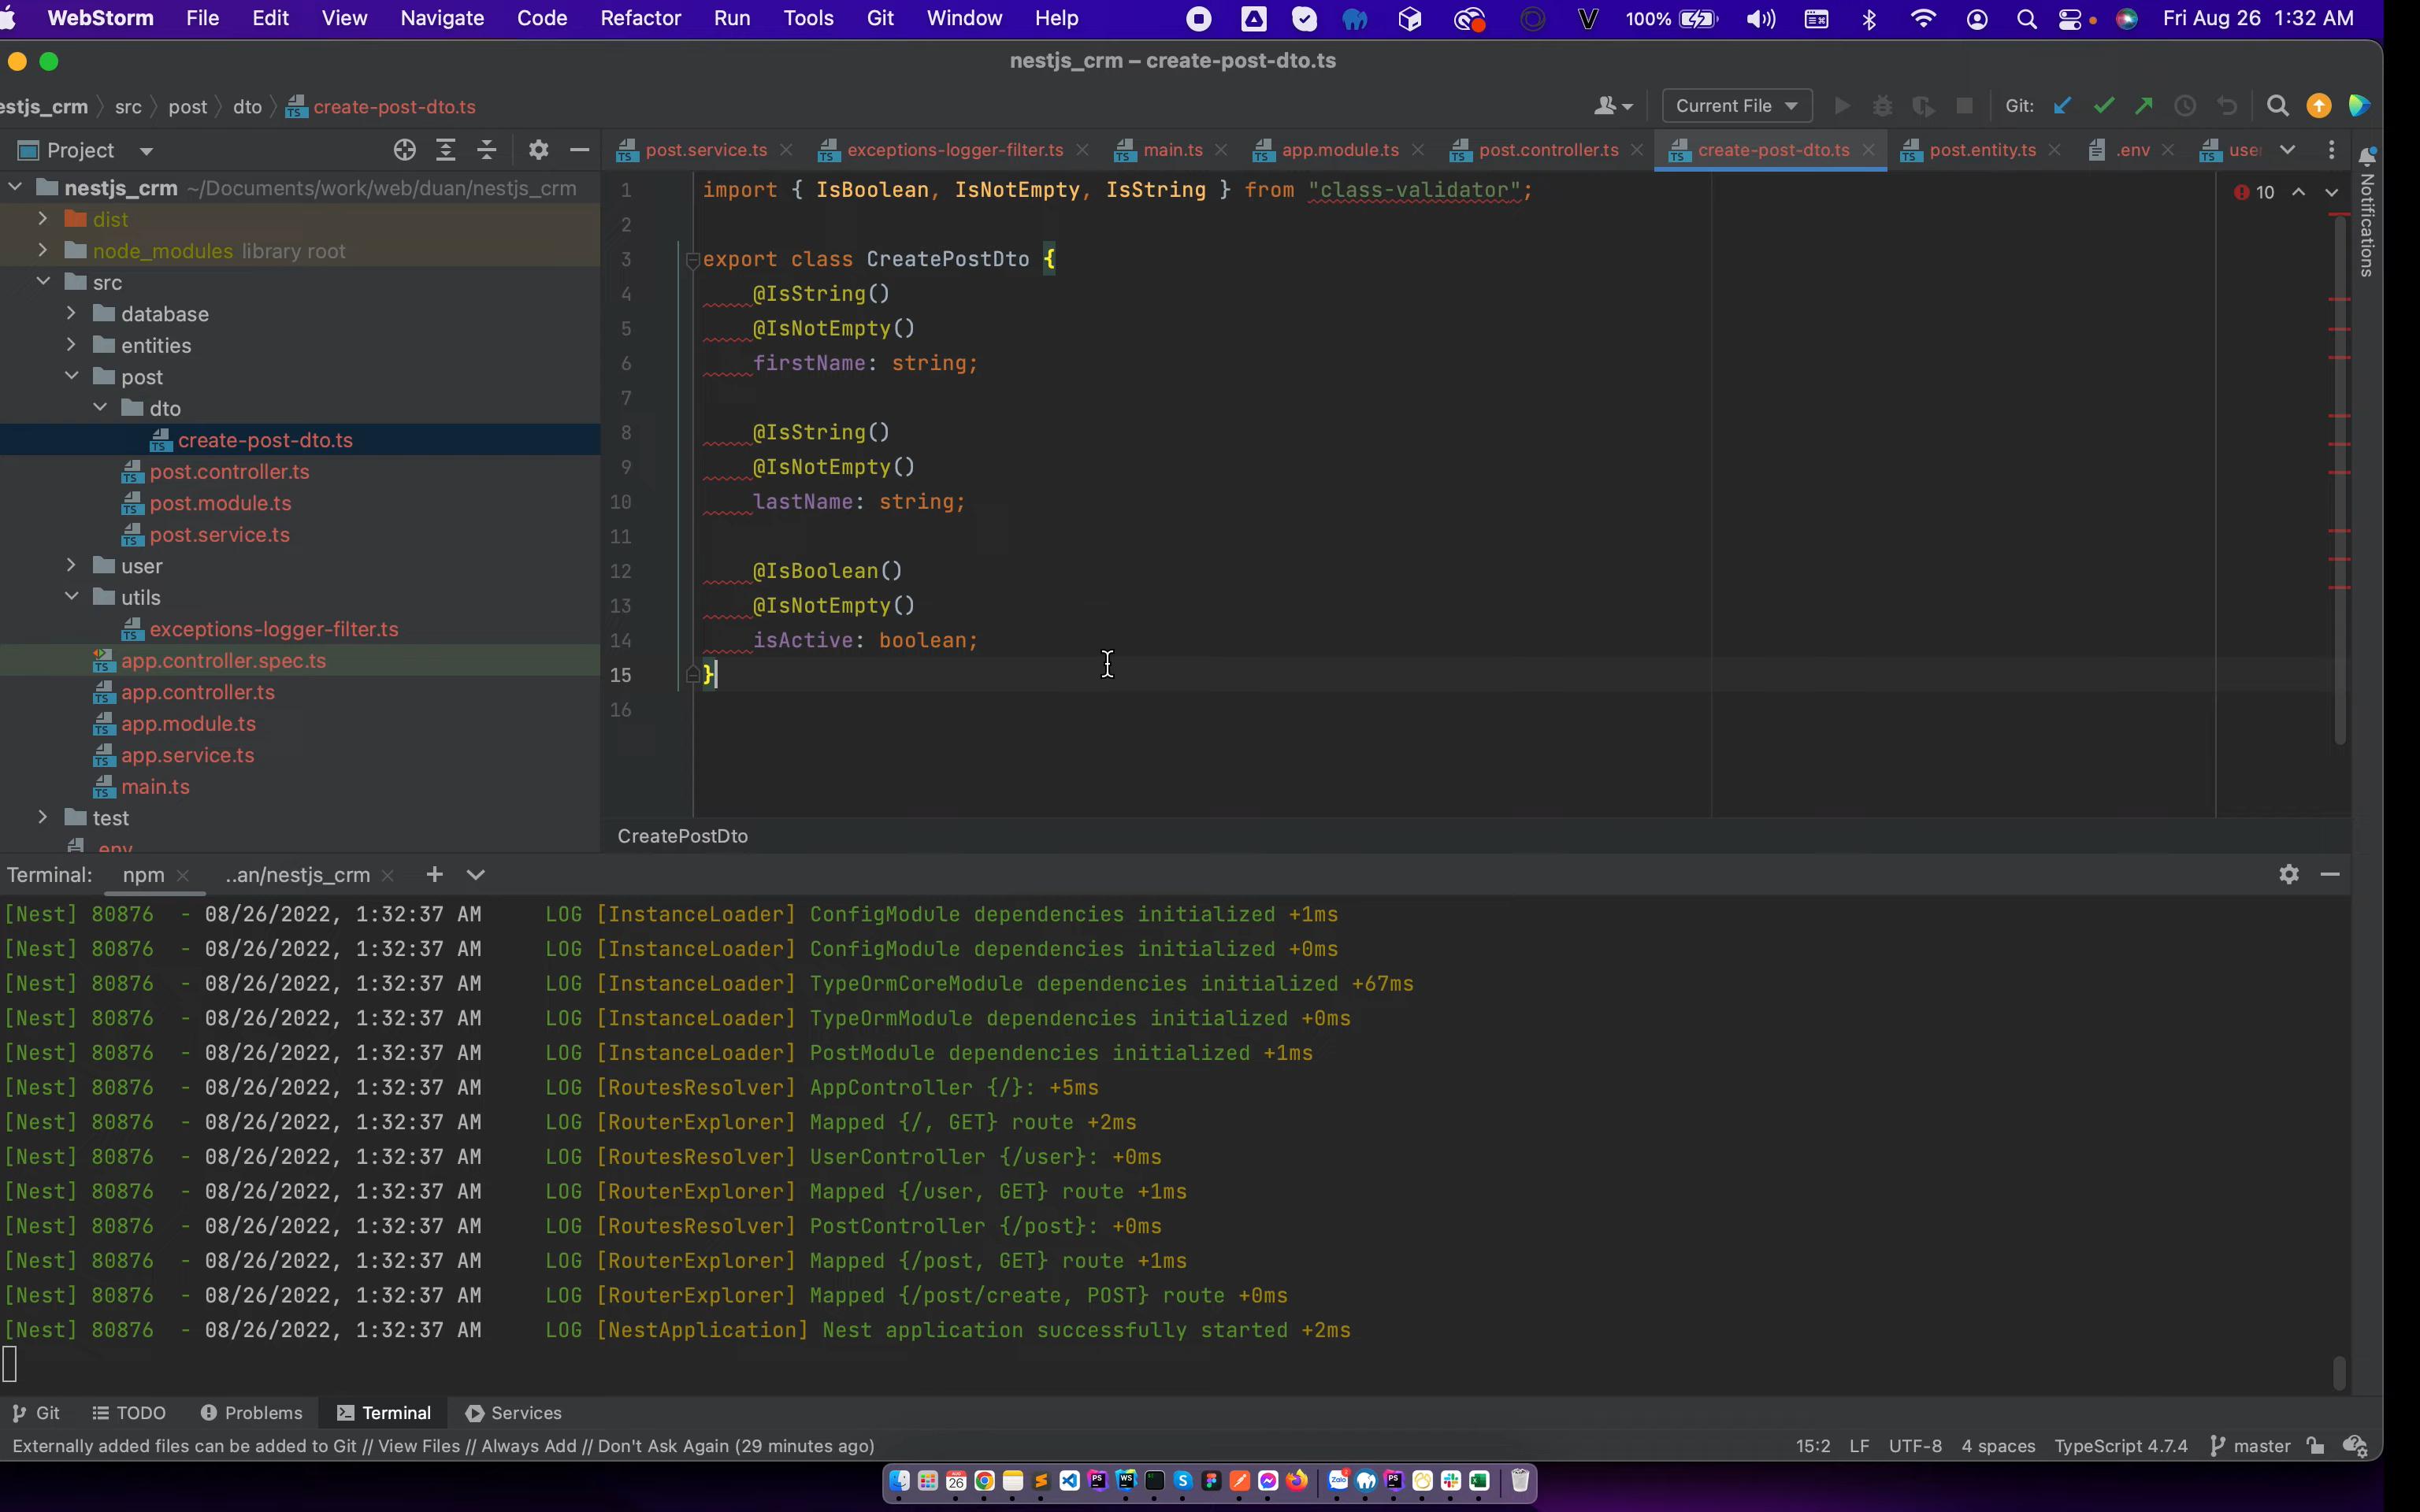 WebStorm File Edit View Navigate Code Refactor Run Tools Git Window Help 100% Fri Aug 26 1:32 AM
nestjs_crm – create-post-dto.ts
estjs_crm src post dto create-post-dto.ts Current File Git:
Project
post.service.ts exceptions-logger-filter.ts main.ts app.module.ts post.controller.ts create-post-dto.ts post.entity.ts .env use
nestjs_crm ~/Documents/work/web/duan/nestjs_crm
dist
node_modules library root
src
database
entities
post
dto
create-post-dto.ts
post.controller.ts
post.module.ts
post.service.ts
user
utils
exceptions-logger-filter.ts
app.controller.spec.ts
app.controller.ts
app.module.ts
app.service.ts
main.ts
test
.env
1 import { IsBoolean, IsNotEmpty, IsString } from "class-validator";
2
3 export class CreatePostDto {
4 @IsString()
5 @IsNotEmpty()
6 firstName: string;
7
8 @IsString()
9 @IsNotEmpty()
10 lastName: string;
11
12 @IsBoolean()
13 @IsNotEmpty()
14 isActive: boolean;
15 }
16
10
Notifications
CreatePostDto
Terminal: npm ..an/nestjs_crm
[Nest] 80876 - 08/26/2022, 1:32:37 AM LOG [InstanceLoader] ConfigModule dependencies initialized +1ms
[Nest] 80876 - 08/26/2022, 1:32:37 AM LOG [InstanceLoader] ConfigModule dependencies initialized +0ms
[Nest] 80876 - 08/26/2022, 1:32:37 AM LOG [InstanceLoader] TypeOrmCoreModule dependencies initialized +67ms
[Nest] 80876 - 08/26/2022, 1:32:37 AM LOG [InstanceLoader] TypeOrmModule dependencies initialized +0ms
[Nest] 80876 - 08/26/2022, 1:32:37 AM LOG [InstanceLoader] PostModule dependencies initialized +1ms
[Nest] 80876 - 08/26/2022, 1:32:37 AM LOG [RoutesResolver] AppController {/}: +5ms
[Nest] 80876 - 08/26/2022, 1:32:37 AM LOG [RouterExplorer] Mapped {/, GET} route +2ms
[Nest] 80876 - 08/26/2022, 1:32:37 AM LOG [RoutesResolver] UserController {/user}: +0ms
[Nest] 80876 - 08/26/2022, 1:32:37 AM LOG [RouterExplorer] Mapped {/user, GET} route +1ms
[Nest] 80876 - 08/26/2022, 1:32:37 AM LOG [RoutesResolver] PostController {/post}: +0ms
[Nest] 80876 - 08/26/2022, 1:32:37 AM LOG [RouterExplorer] Mapped {/post, GET} route +1ms
[Nest] 80876 - 08/26/2022, 1:32:37 AM LOG [RouterExplorer] Mapped {/post/create, POST} route +0ms
[Nest] 80876 - 08/26/2022, 1:32:37 AM LOG [NestApplication] Nest application successfully started +2ms
Git TODO Problems Terminal Services
Externally added files can be added to Git // View Files // Always Add // Don't Ask Again (29 minutes ago) 15:2 LF UTF-8 4 spaces TypeScript 4.7.4 master